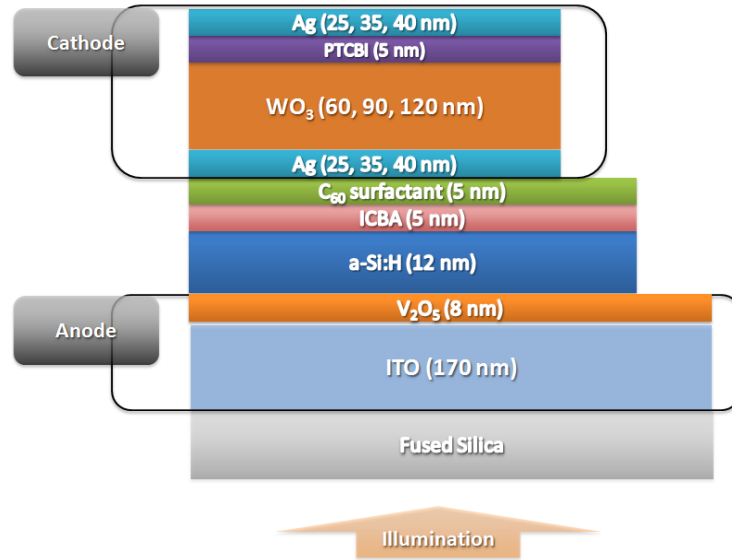 Cathode
Ag (25, 35, 40 nm)
PTCBI (5 nm)
WO₃ (60, 90, 120 nm)
Ag (25, 35, 40 nm)
C₆₀ surfactant (5 nm)
ICBA (5 nm)
a-Si:H (12 nm)
Anode
V₂O₅ (8 nm)
ITO (170 nm)
Fused Silica
Illumination